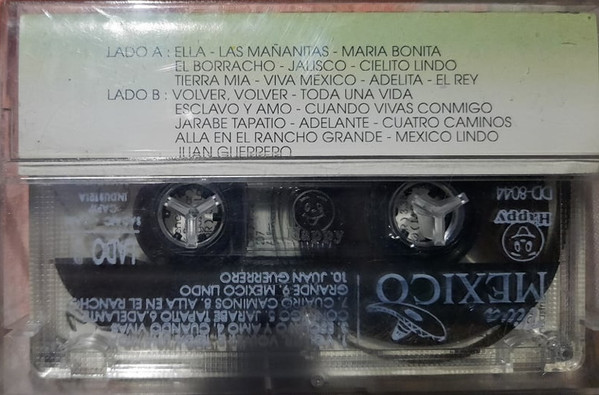 LADO A : ELLA - LAS MAÑANITAS - MARIA BONITA
EL BORRACHO - JALISCO - CIELITO LINDO
TIERRA MIA - VIVA MEXICO - ADELITA - EL REY
LADO B : VOLVER, VOLVER - TODA UNA VIDA
ESCLAVO Y AMO - CUANDO VIVAS CONMIGO
JARABE TAPATIO - ADELANTE - CUATRO CAMINOS
ALLA EN EL RANCHO GRANDE - MEXICO LINDO
JUAN GUERRERO
DD-8044
Happy
Happy
INDUSTRIA
LADO B
MEXICO
7. CUATRO CAMINOS 8. ALLA EN EL RANCHO
GRANDE 9. MEXICO LINDO
10. JUAN GUERRERO